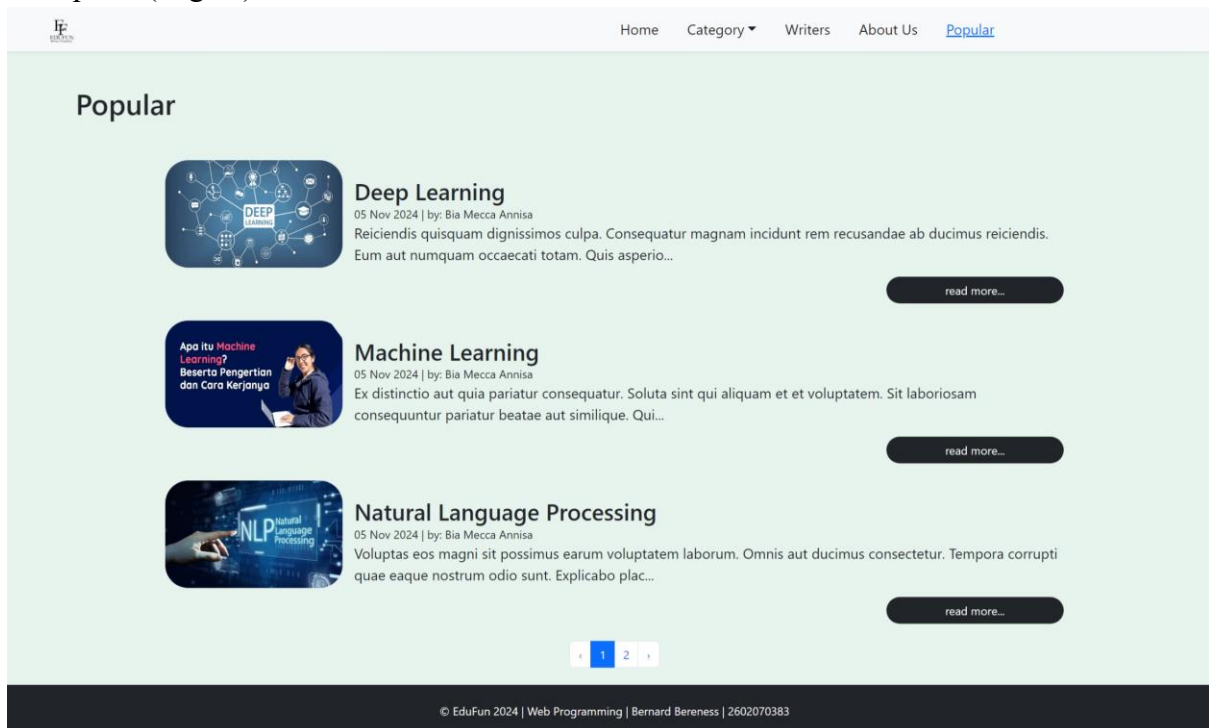 EF
EDUFUN
Home Category Writers About Us Popular
Popular
DEEP
LEARNING
Deep Learning
05 Nov 2024 | by: Bia Mecca Annisa
Reiciendis quisquam dignissimos culpa. Consequatur magnam incidunt rem recusandae ab ducimus reiciendis.
Eum aut numquam occaecati totam. Quis asperio...
read more...
Apa itu Machine
Learning?
Beserta Pengertian
dan Cara Kerjanya
Machine Learning
05 Nov 2024 | by: Bia Mecca Annisa
Ex distinctio aut quia pariatur consequatur. Soluta sint qui aliquam et et voluptatem. Sit laboriosam
consequuntur pariatur beatae aut similique. Qui...
read more...
NLP Natural
Language
Processing
Natural Language Processing
05 Nov 2024 | by: Bia Mecca Annisa
Voluptas eos magni sit possimus earum voluptatem laborum. Omnis aut ducimus consectetur. Tempora corrupti
quae eaque nostrum odio sunt. Explicabo plac...
read more...
‹ 1 2 ›
© EduFun 2024 | Web Programming | Bernard Bereness | 2602070383